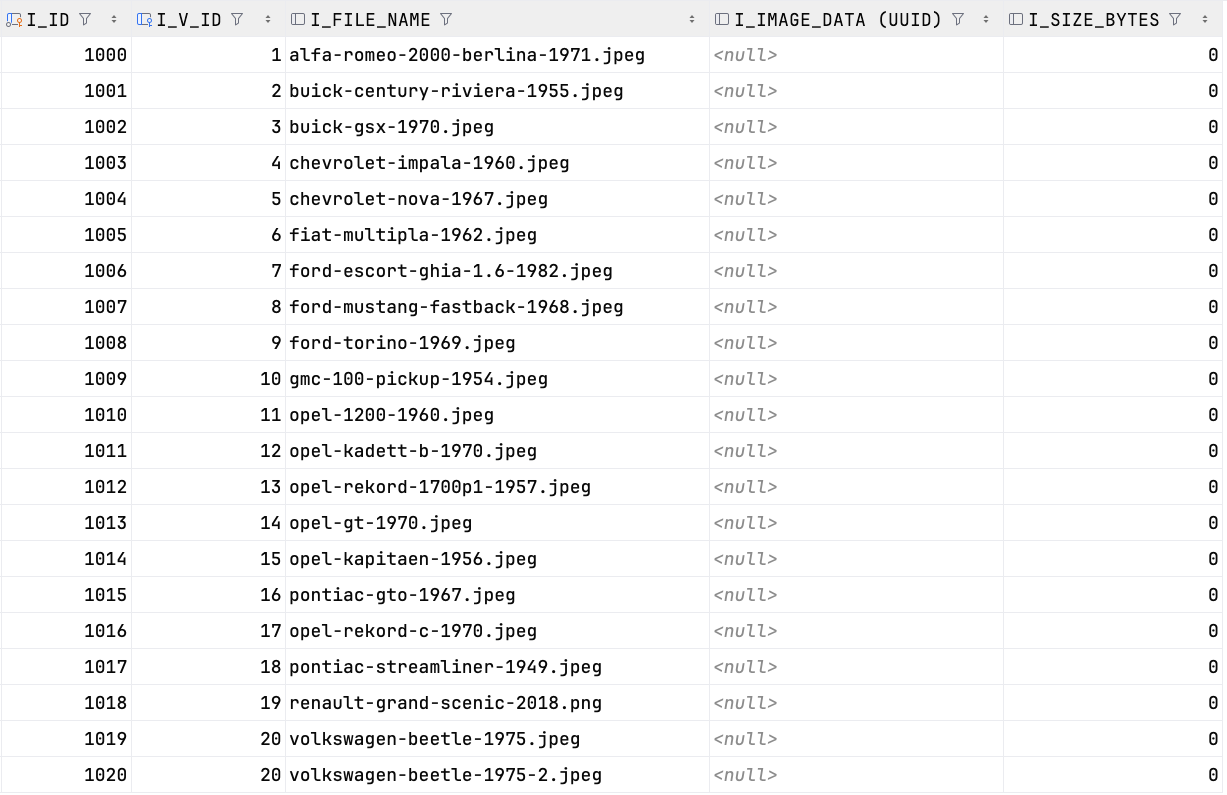 I_ID I_V_ID I_FILE_NAME I_IMAGE_DATA (UUID) I_SIZE_BYTES
1000 1 alfa-romeo-2000-berlina-1971.jpeg <null> 0
1001 2 buick-century-riviera-1955.jpeg <null> 0
1002 3 buick-gsx-1970.jpeg <null> 0
1003 4 chevrolet-impala-1960.jpeg <null> 0
1004 5 chevrolet-nova-1967.jpeg <null> 0
1005 6 fiat-multipla-1962.jpeg <null> 0
1006 7 ford-escort-ghia-1.6-1982.jpeg <null> 0
1007 8 ford-mustang-fastback-1968.jpeg <null> 0
1008 9 ford-torino-1969.jpeg <null> 0
1009 10 gmc-100-pickup-1954.jpeg <null> 0
1010 11 opel-1200-1960.jpeg <null> 0
1011 12 opel-kadett-b-1970.jpeg <null> 0
1012 13 opel-rekord-1700p1-1957.jpeg <null> 0
1013 14 opel-gt-1970.jpeg <null> 0
1014 15 opel-kapitaen-1956.jpeg <null> 0
1015 16 pontiac-gto-1967.jpeg <null> 0
1016 17 opel-rekord-c-1970.jpeg <null> 0
1017 18 pontiac-streamliner-1949.jpeg <null> 0
1018 19 renault-grand-scenic-2018.png <null> 0
1019 20 volkswagen-beetle-1975.jpeg <null> 0
1020 20 volkswagen-beetle-1975-2.jpeg <null> 0